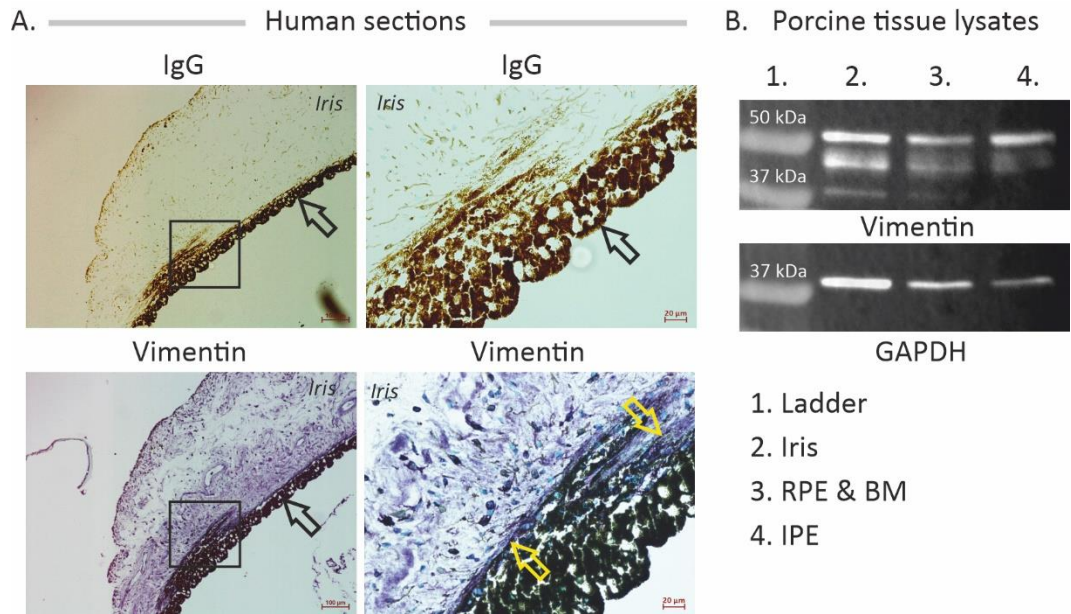 A. Human sections
IgG
IgG
Iris
Iris
20 µm
Vimentin
Vimentin
Iris
Iris
100 µm
20 µm
B. Porcine tissue lysates
1. 2. 3. 4.
50 kDa
37 kDa
Vimentin
37 kDa
GAPDH
1. Ladder
2. Iris
3. RPE & BM
4. IPE